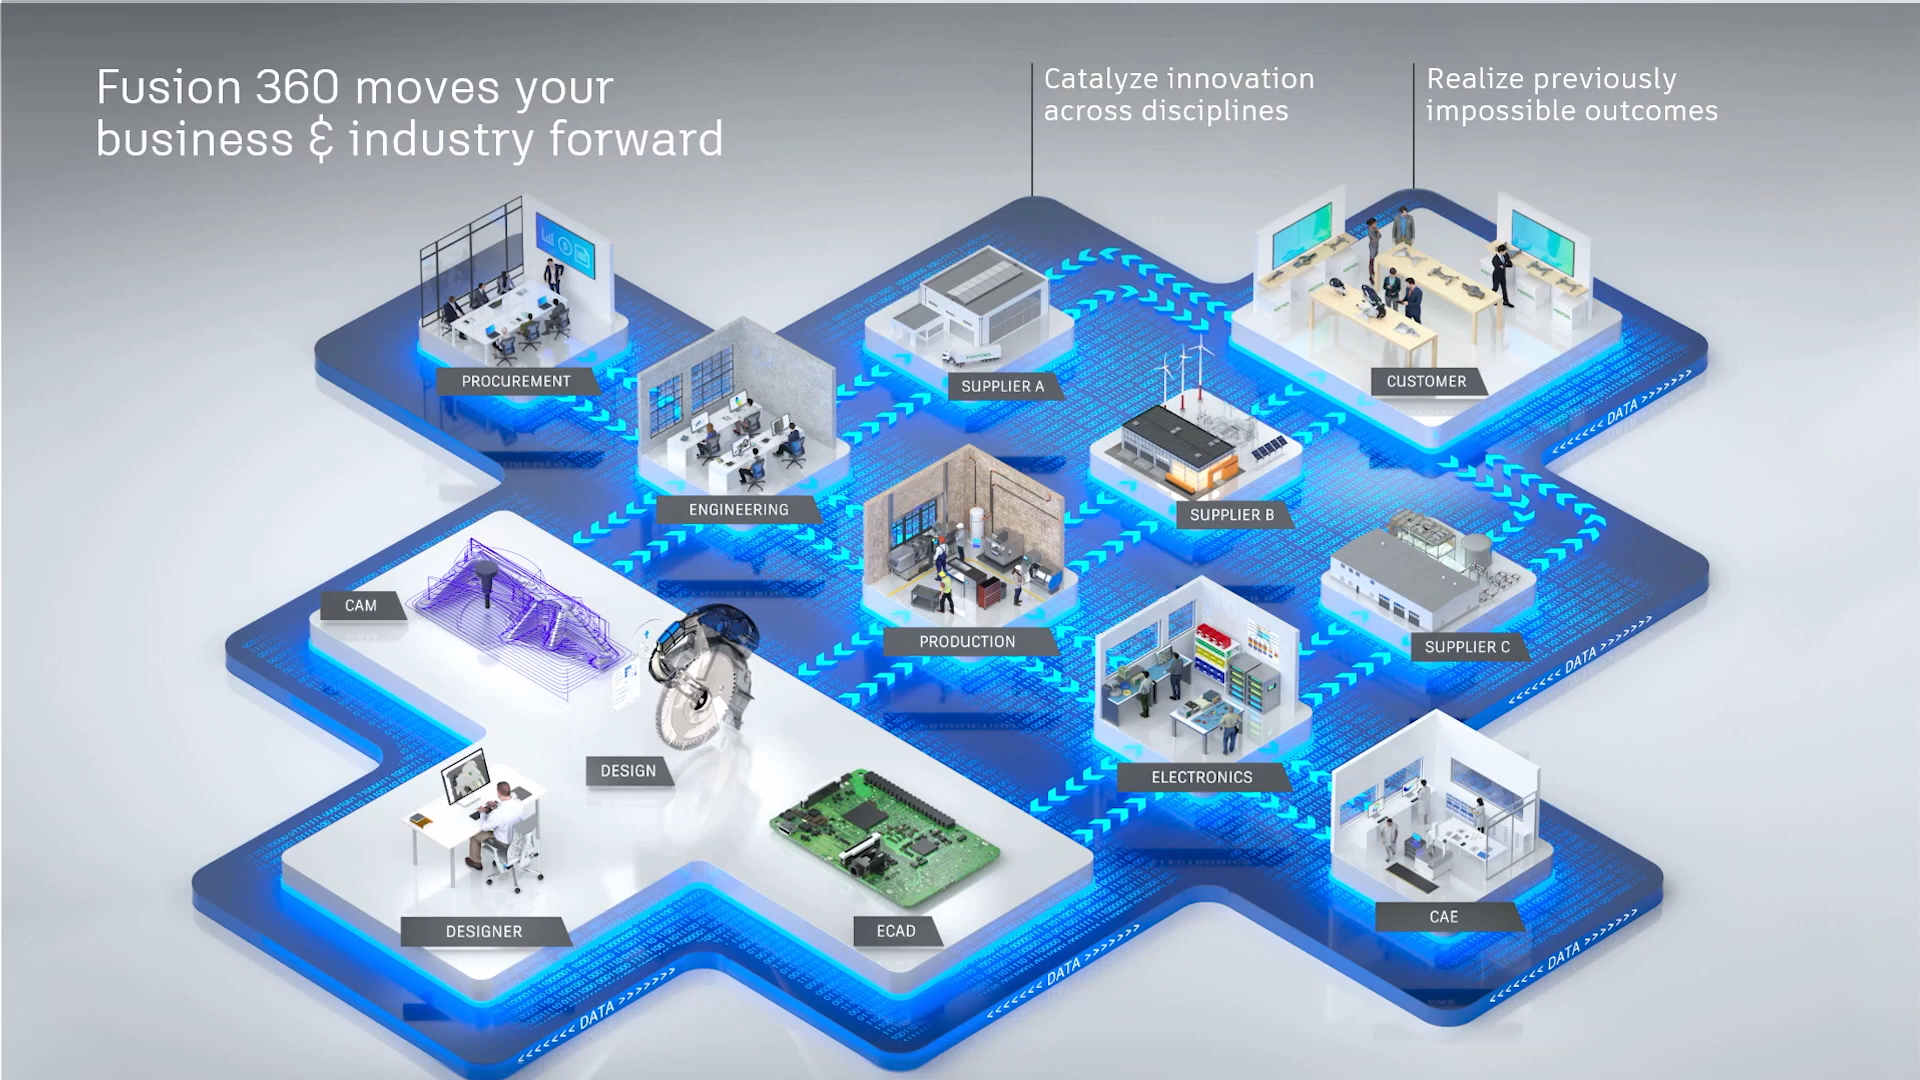 Fusion 360 moves your
business & industry forward
Catalyze innovation
across disciplines
Realize previously
impossible outcomes
PROCUREMENT
SUPPLIER A
CUSTOMER
<<<<<<< DATA >>>>>>>
ENGINEERING
SUPPLIER B
CAM
PRODUCTION
SUPPLIER C
<<<<<<< DATA >>>>>>>
DESIGN
ELECTRONICS
DESIGNER
ECAD
CAE
<<<<<<< DATA >>>>>>>
<<<<<<< DATA >>>>>>>
<<<<<<< DATA >>>>>>>